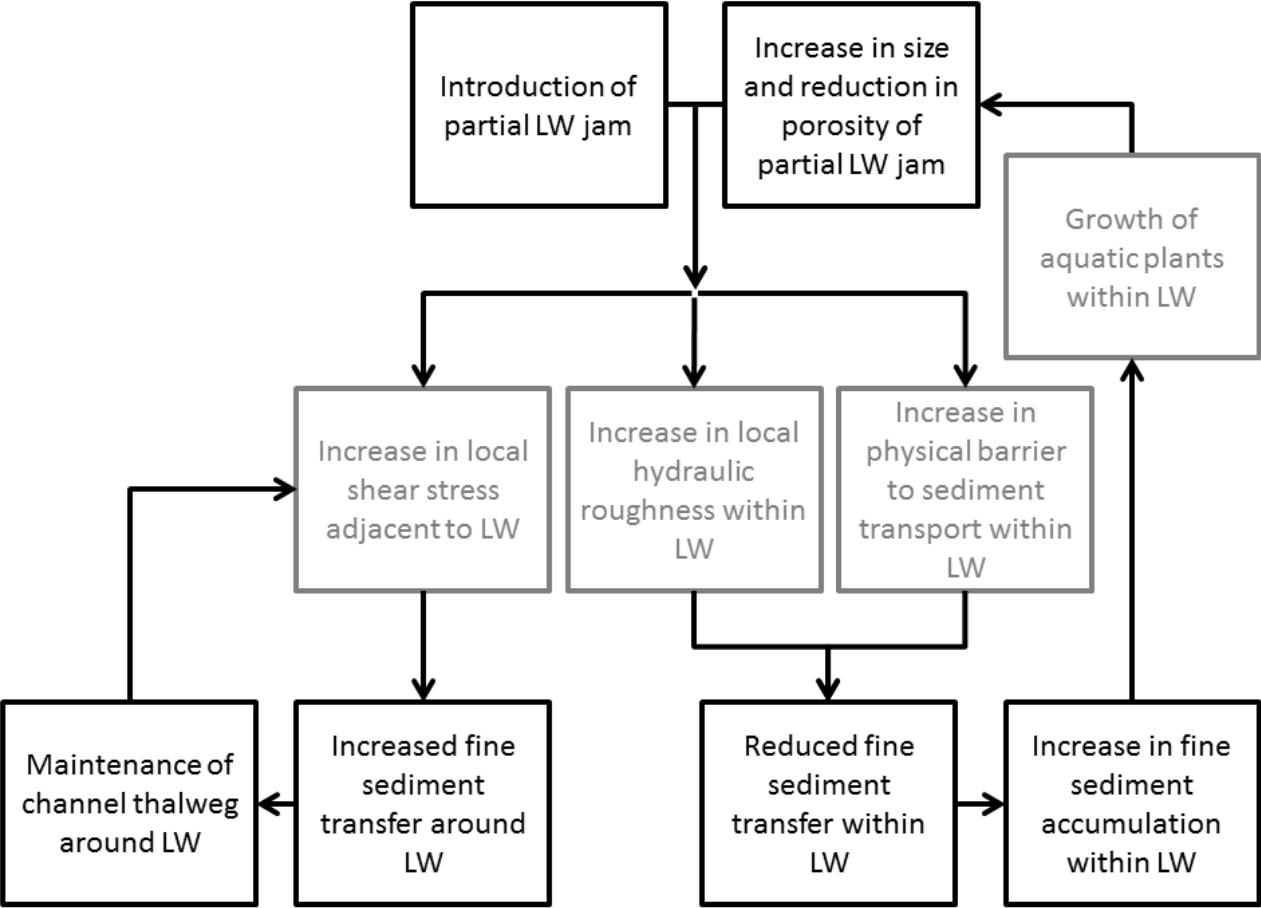 Introduction of
partial LW jam
Increase in size
and reduction in
porosity of
partial LW jam
Growth of
aquatic plants
within LW
Increase in local
shear stress
adjacent to LW
Increase in local
hydraulic
roughness within
LW
Increase in
physical barrier
to sediment
transport within
LW
Maintenance of
channel thalweg
around LW
Increased fine
sediment
transfer around
LW
Reduced fine
sediment
transfer within
LW
Increase in fine
sediment
accumulation
within LW